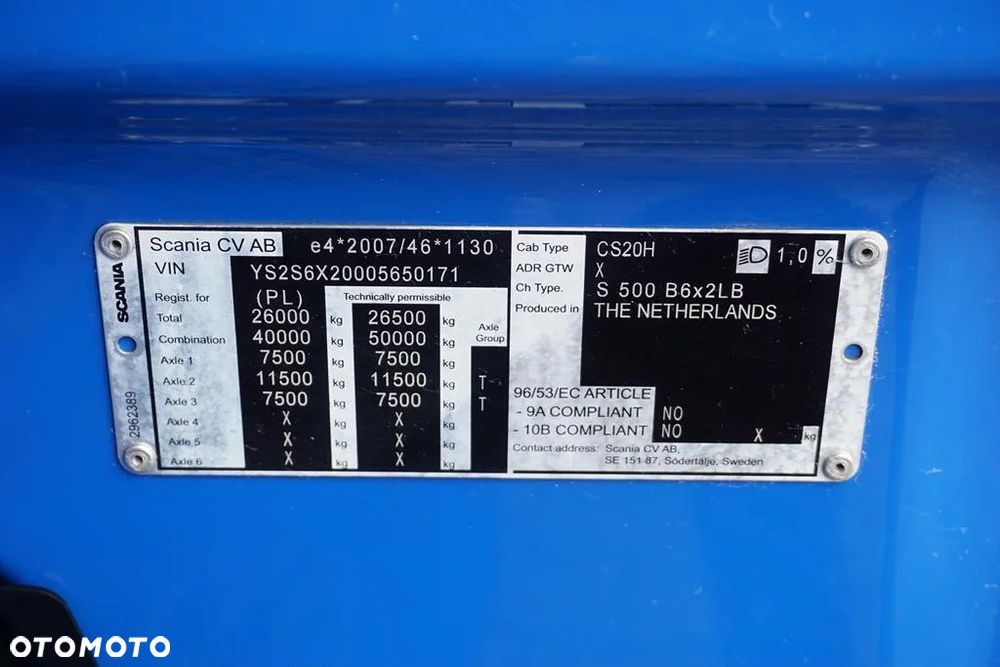 Scania CV AB e4*2007/46*1130
VIN YS2S6X20005650171
Regist. for (PL) Technically permissible
Total 26000 kg 26500 kg Axle Group
Combination 40000 kg 50000 kg
Axle 1 7500 kg 7500 kg
Axle 2 11500 kg 11500 kg T
Axle 3 7500 kg 7500 kg T
Axle 4 X kg X kg
Axle 5 X kg X kg
Axle 6 X kg X kg
SCANIA
2962389
Cab Type CS20H 1,0 %
ADR GTW X
Ch Type. S 500 B6x2LB
Produced in THE NETHERLANDS
96/53/EC ARTICLE
- 9A COMPLIANT NO
- 10B COMPLIANT NO X kg
Contact address: Scania CV AB,
SE 151 87, Södertälje, Sweden
OTOMOTO